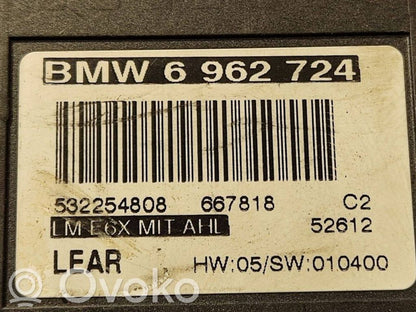 BMW 6 962 724
532254808 667818 C2
LM E6X MIT AHL 52612
LEAR HW:05/SW:010400
© Ovoko